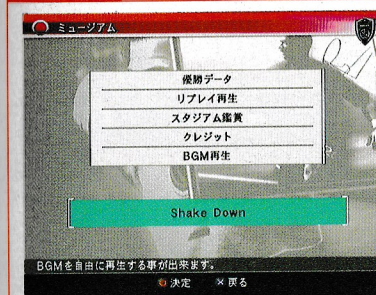 ミュージアム
優勝データ
リプレイ再生
スタジアム鑑賞
クレジット
BGM再生
Shake Down
BGMを自由に再生する事が出来ます。
○決定 ×戻る